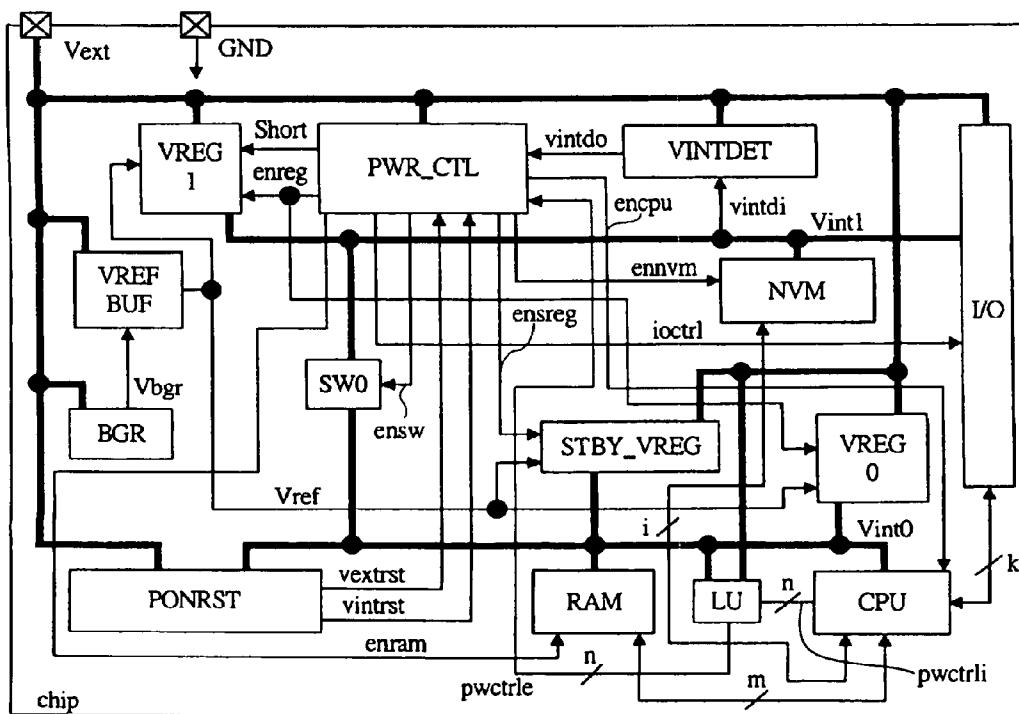 Vext
GND
VREG
1
Short
enreg
PWR_CTL
vintdo
VINTDET
encpu
vintdi
Vint1
VREF
BUF
ennvm
NVM
I/O
ensreg
ioctrl
Vbgr
SW0
BGR
ensw
STBY_VREG
VREG
0
Vref
i
Vint0
k
PONRST
vextrst
vintrst
RAM
LU
n
CPU
enram
pwctrle
n
m
pwctrli
chip